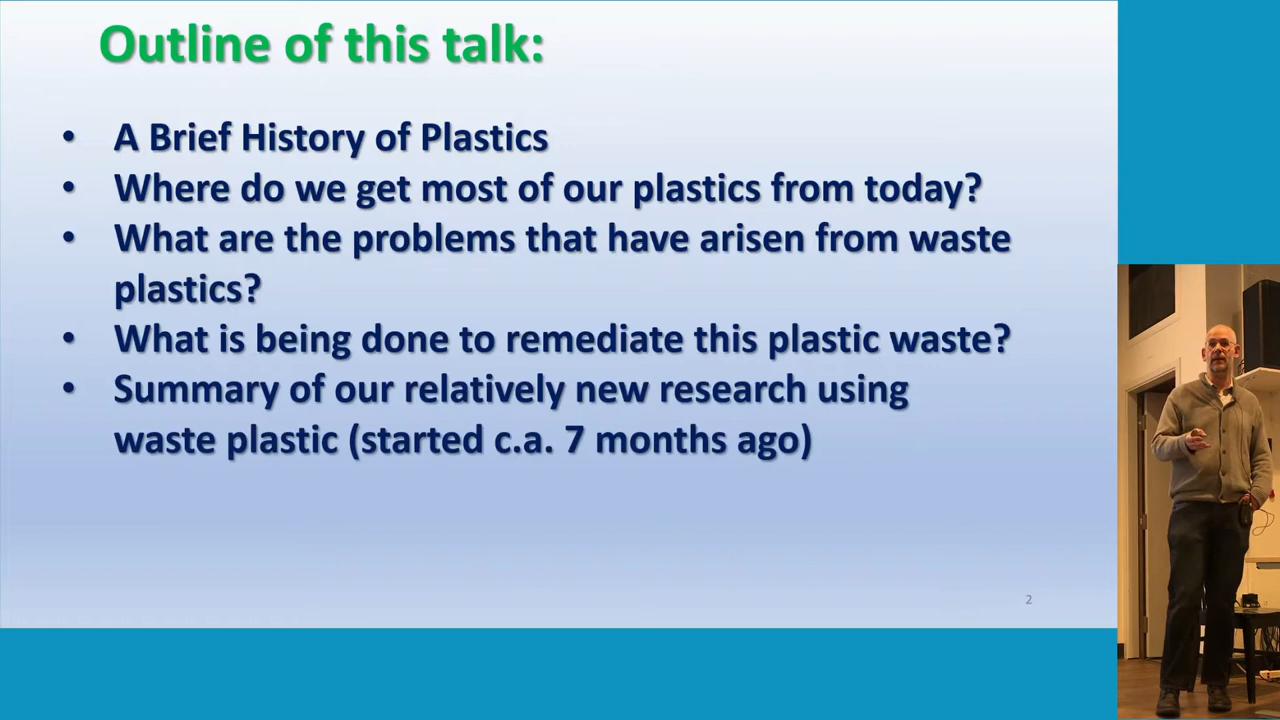 Outline of this talk:
• A Brief History of Plastics
• Where do we get most of our plastics from today?
• What are the problems that have arisen from waste
plastics?
• What is being done to remediate this plastic waste?
• Summary of our relatively new research using
waste plastic (started c.a. 7 months ago)
2